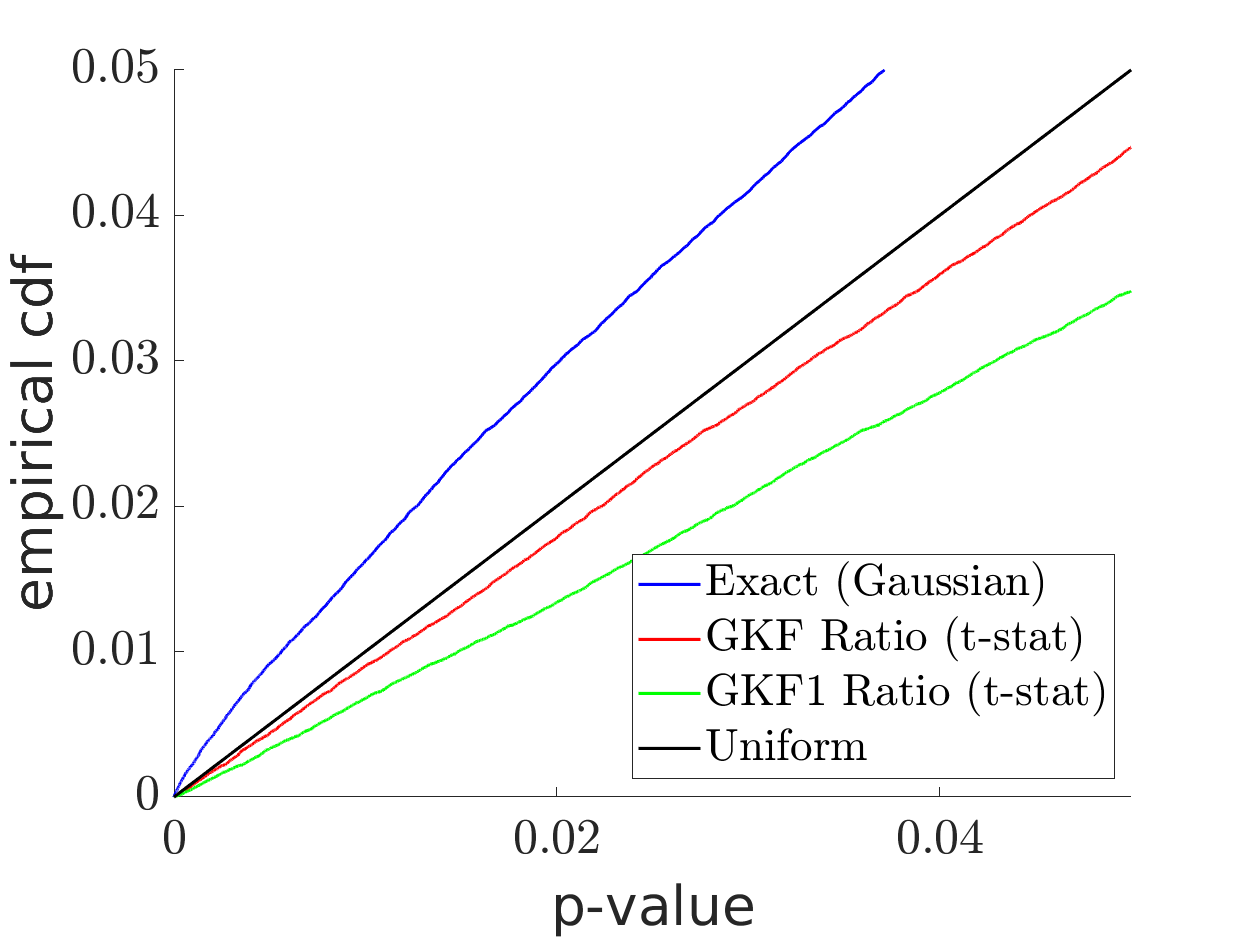 0.05
0.04
0.03
0.02
0.01
0
empirical cdf
Exact (Gaussian)
GKF Ratio (t-stat)
GKF1 Ratio (t-stat)
Uniform
0
0.02
0.04
p-value